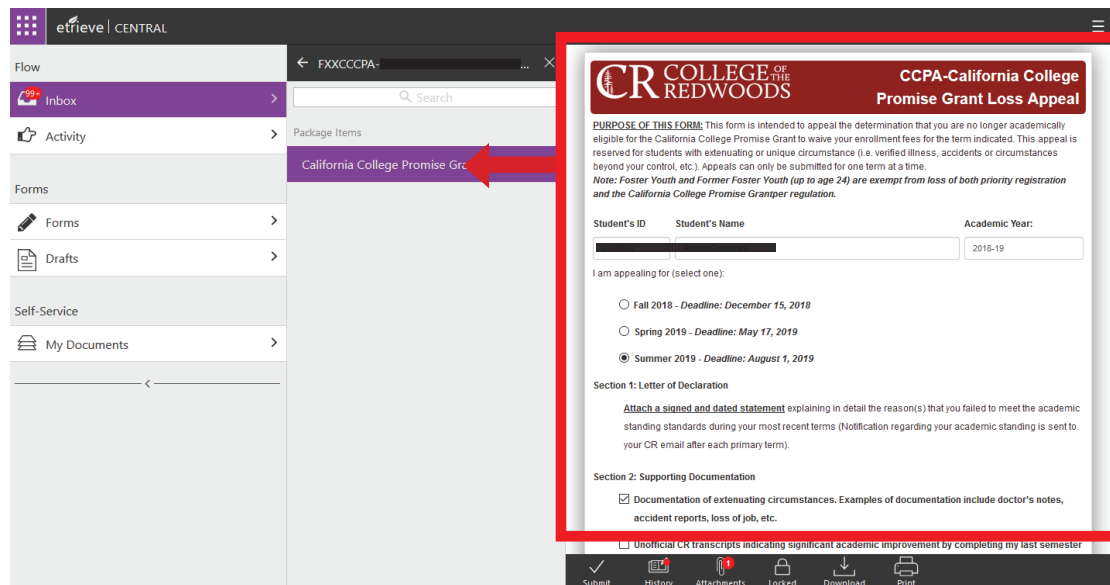 etrieve | CENTRAL
Flow
99+
Inbox
Activity
Forms
Forms
Drafts
Self-Service
My Documents
FXXCCCPA- ...
Search
Package Items
California College Promise Gra
CR COLLEGE OF THE
REDWOODS
CCPA-California College
Promise Grant Loss Appeal
PURPOSE OF THIS FORM: This form is intended to appeal the determination that you are no longer academically
eligible for the California College Promise Grant to waive your enrollment fees for the term indicated. This appeal is
reserved for students with extenuating or unique circumstance (i.e. verified illness, accidents or circumstances
beyond your control, etc.). Appeals can only be submitted for one term at a time.
Note: Foster Youth and Former Foster Youth (up to age 24) are exempt from loss of both priority registration
and the California College Promise Grantper regulation.
Student's ID Student's Name Academic Year:
2018-19
I am appealing for (select one):
Fall 2018 - Deadline: December 15, 2018
Spring 2019 - Deadline: May 17, 2019
Summer 2019 - Deadline: August 1, 2019
Section 1: Letter of Declaration
Attach a signed and dated statement explaining in detail the reason(s) that you failed to meet the academic
standing standards during your most recent terms (Notification regarding your academic standing is sent to
your CR email after each primary term).
Section 2: Supporting Documentation
Documentation of extenuating circumstances. Examples of documentation include doctor's notes,
accident reports, loss of job, etc.
Unofficial CR transcripts indicating significant academic improvement by completing my last semester
1
Submit History Attachments Locked Download Print